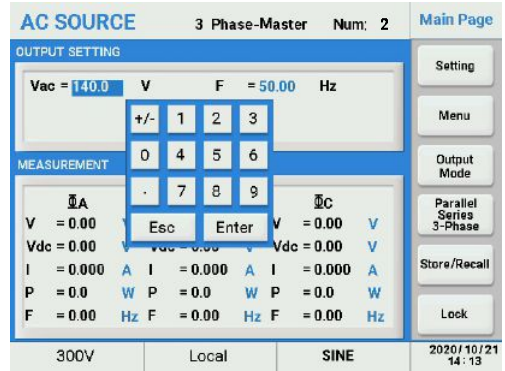 AC SOURCE 3 Phase-Master Num: 2 Main Page
OUTPUT SETTING
Vac = 140.0 V F = 50.00 Hz
+/- 1 2 3
0 4 5 6
. 7 8 9
Esc Enter
MEASUREMENT
ΦA ΦC
V = 0.00 V = 0.00 V
Vdc = 0.00 Vdc = 0.00 V
I = 0.000 A I = 0.000 A I = 0.000 A
P = 0.0 W P = 0.0 W P = 0.0 W
F = 0.00 Hz F = 0.00 Hz F = 0.00 Hz
Setting
Menu
Output
Mode
Parallel
Series
3-Phase
Store/Recall
Lock
300V Local SINE 2020/10/21
14:13